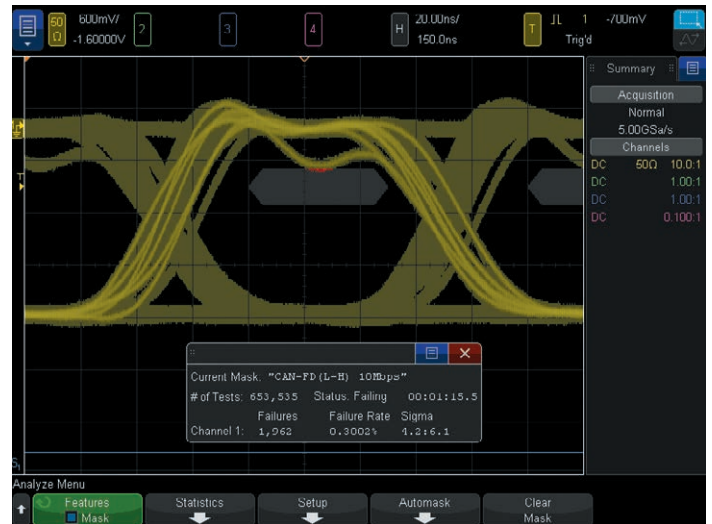 50 Ω 600mV/ -1.60000V 2 3 4 H 20.00ns/ 150.0ns T 1 -700mV Trig'd
Summary
Acquisition
Normal
5.00GSa/s
Channels
DC 50Ω 10.0:1
DC 1.00:1
DC 1.00:1
DC 0.100:1
T
Current Mask: "CAN-FD(L-H) 10Mbps"
# of Tests: 653,535 Status: Failing 00:01:15.5
Failures Failure Rate Sigma
Channel 1: 1,962 0.3002% 4.2:6.1
S1
Analyze Menu
Features Mask
Statistics
Setup
Automask
Clear Mask